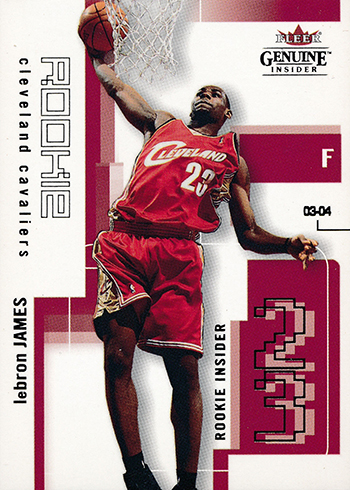 FLEER
GENUINE
INSIDER
ROOKIE
cleveland cavaliers
CLEVELAND
23
F
03-04
lebron JAMES
ROOKIE INSIDER
23